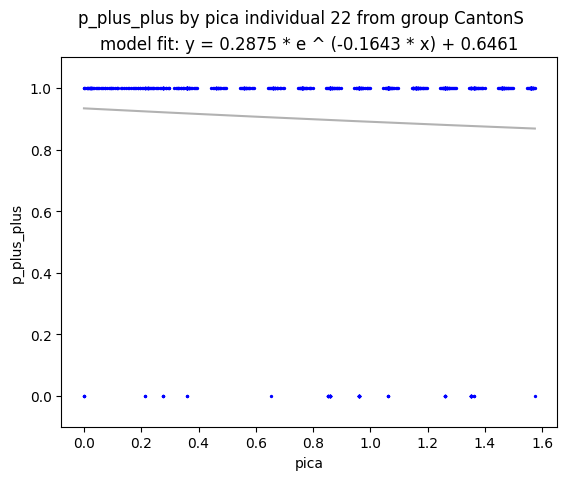 p_plus_plus by pica individual 22 from group CantonS
model fit: y = 0.2875 * e ^ (-0.1643 * x) + 0.6461
1.0
0.8
0.6
0.4
0.2
0.0
p_plus_plus
0.0 0.2 0.4 0.6 0.8 1.0 1.2 1.4 1.6
pica